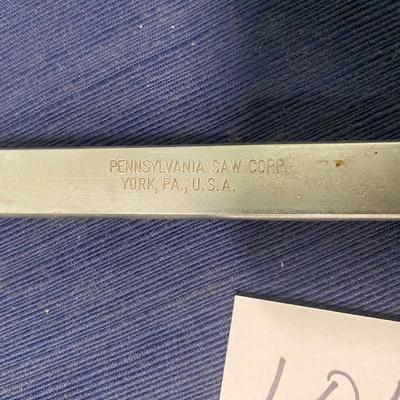 PENNSYLVANIA SAW CORP.
YORK, PA., U.S.A.